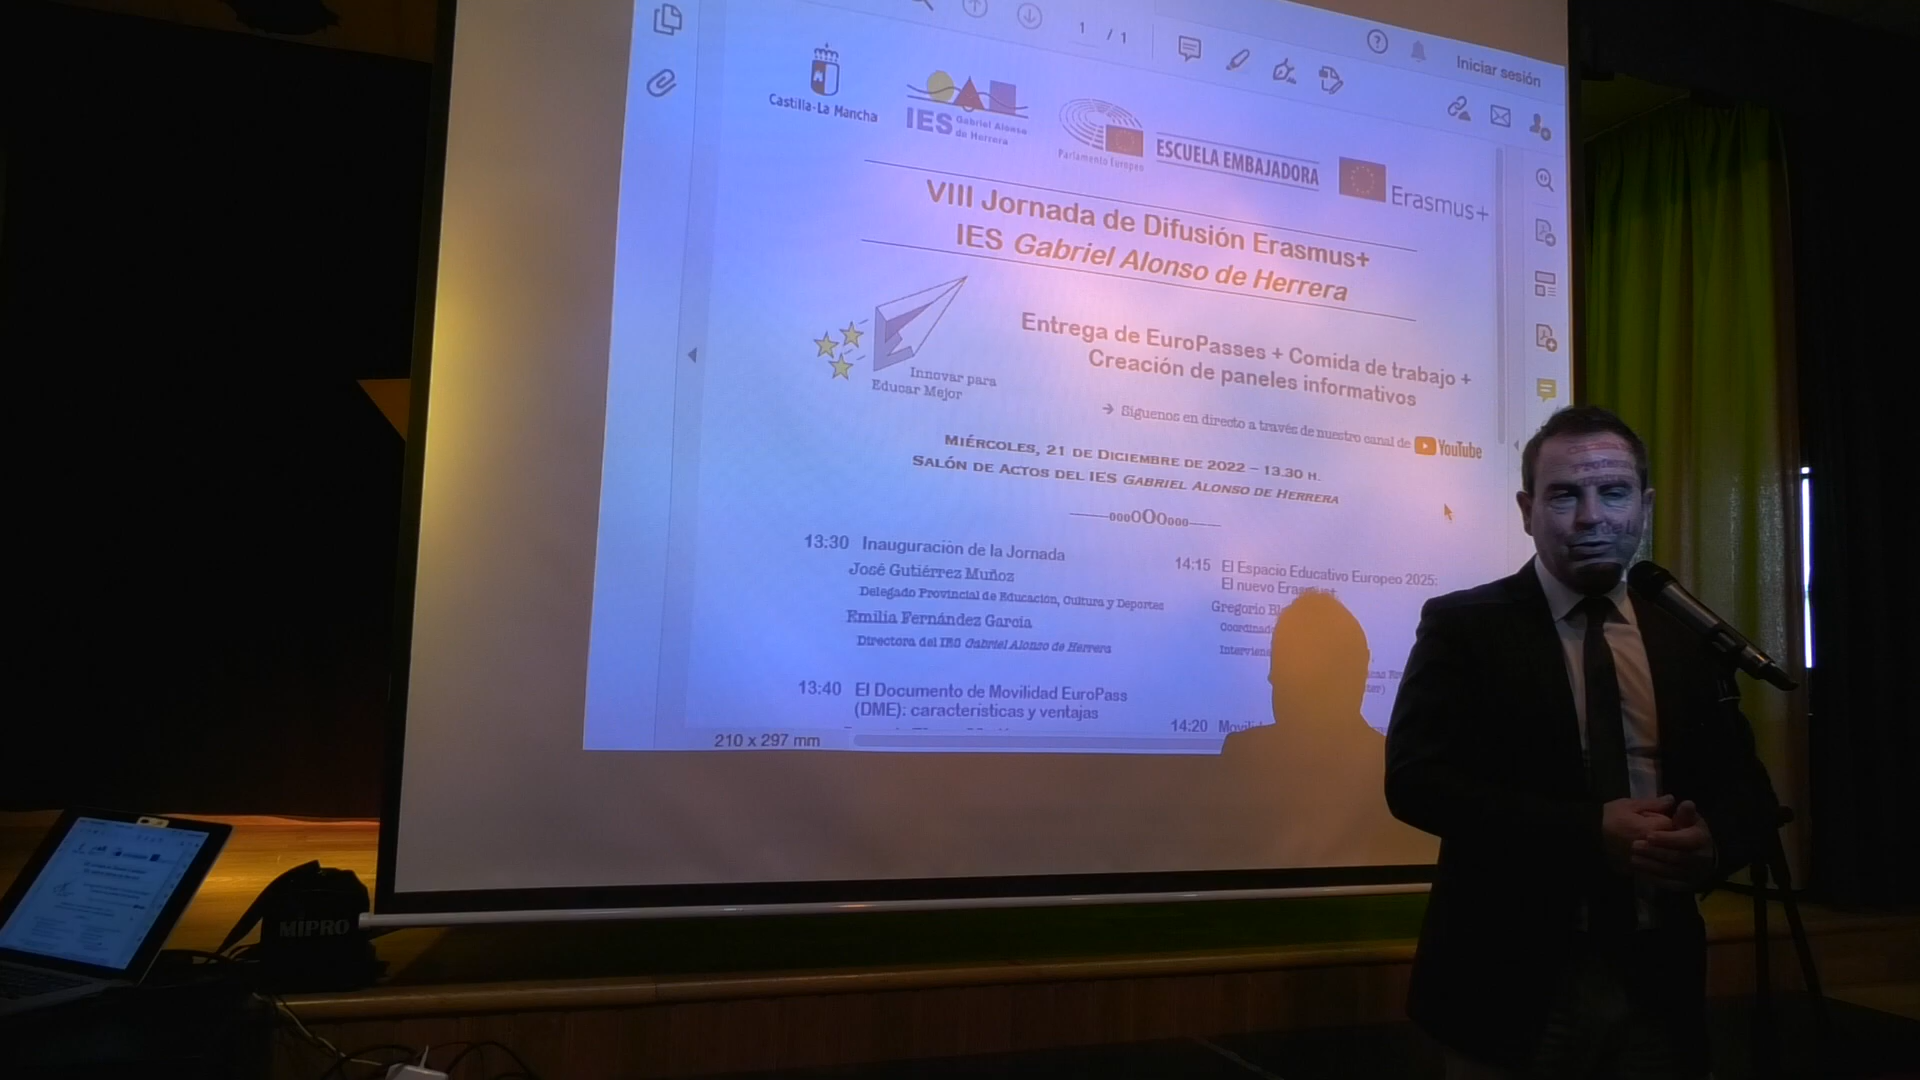 1 / 1
Iniciar sesión
Castilla-La Mancha
IES Gabriel Alonso
de Herrera
Parlamento Europeo
ESCUELA EMBAJADORA
Erasmus+
VIII Jornada de Difusión Erasmus+
IES Gabriel Alonso de Herrera
Innovar para
Educar Mejor
Entrega de EuroPasses + Comida de trabajo +
Creación de paneles informativos
→ Síguenos en directo a través de nuestro canal de YouTube
MIÉRCOLES, 21 DE DICIEMBRE DE 2022 – 13.30 H.
SALÓN DE ACTOS DEL IES GABRIEL ALONSO DE HERRERA
———oooOOOooo———
13:30 Inauguración de la Jornada
José Gutiérrez Muñoz
Delegado Provincial de Educación, Cultura y Deportes
Emilia Fernández García
Directora del IES Gabriel Alonso de Herrera
13:40 El Documento de Movilidad EuroPass
(DME): características y ventajas
14:15 El Espacio Educativo Europeo 2025:
El nuevo Erasmus+
Gregorio
14:20
210 x 297 mm
MIPRO